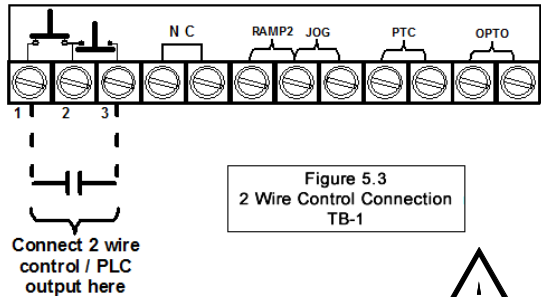 N C
RAMP2 JOG
PTC
OPTO
1 2 3
Figure 5.3
2 Wire Control Connection
TB-1
Connect 2 wire
control / PLC
output here